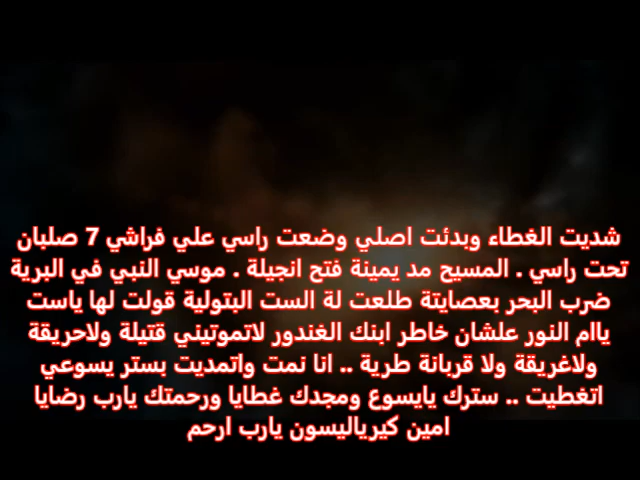 شديت الغطاء وبدئت اصلي وضعت راسي علي فراشي 7 صلبان
تحت راسي . المسيح مد يمينة فتح انجيلة . موسي النبي في البرية
ضرب البحر بعصايتة طلعت لة الست البتولية قولت لها ياست
ياام النور علشان خاطر ابنك الغندور لاتموتيني قتيلة ولاحريقة
ولاغريقة ولا قربانة طرية .. انا نمت واتمديت بستر يسوعي
اتغطيت .. سترك يايسوع ومجدك غطايا ورحمتك يارب رضايا
امين كيرياليسون يارب ارحم